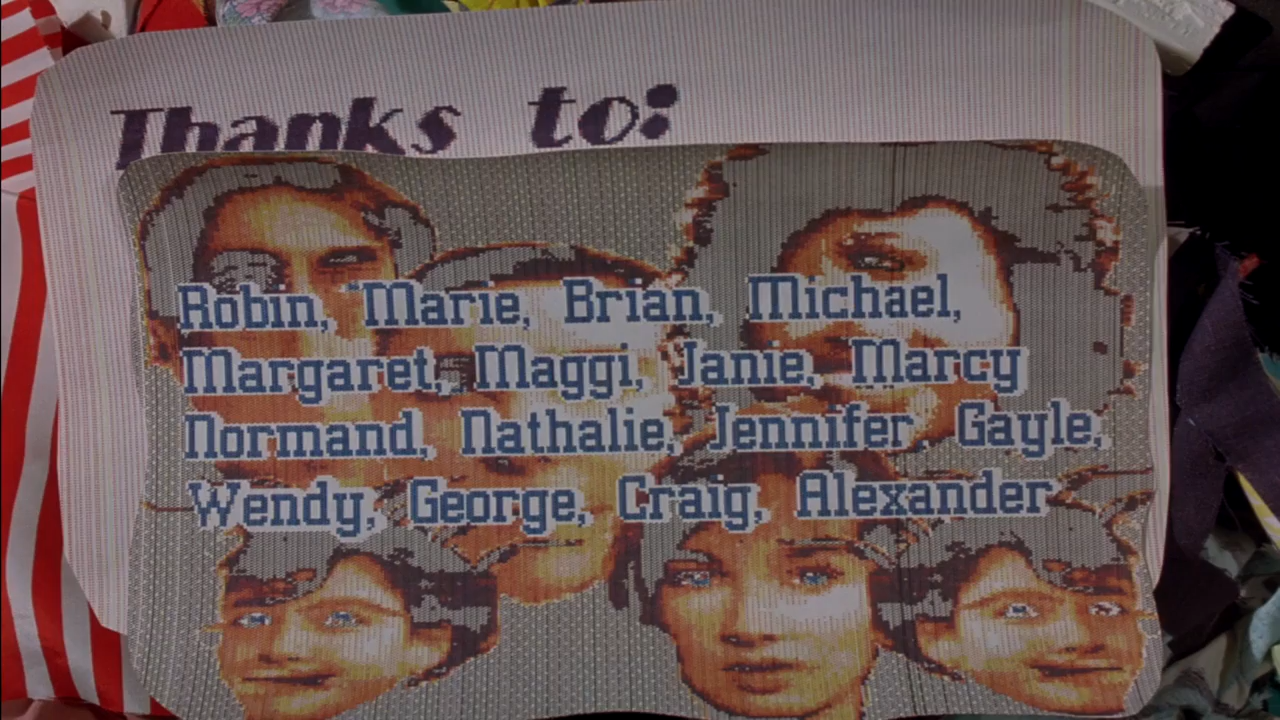 Thanks to:
Robin, Marie, Brian, Michael,
Margaret, Maggi, Janie, Marcy
Normand, Nathalie, Jennifer, Gayle,
Wendy, George, Craig, Alexander